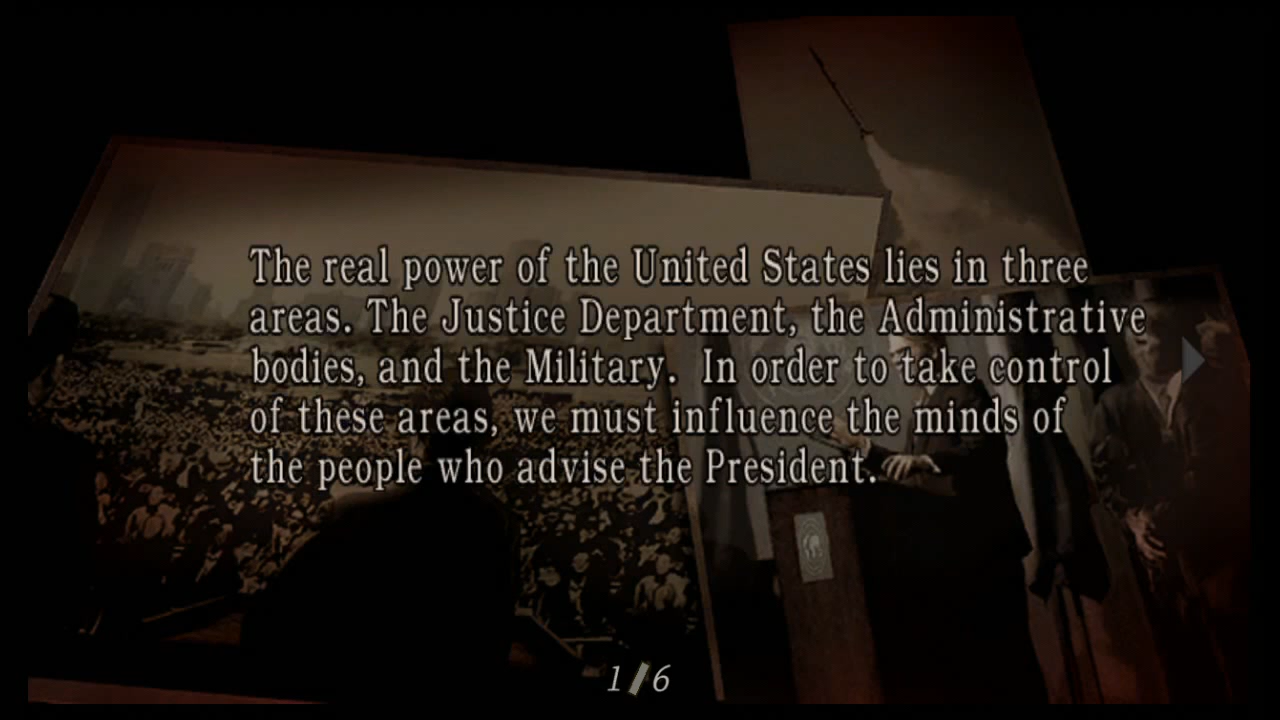 The real power of the United States lies in three
areas. The Justice Department, the Administrative
bodies, and the Military.  In order to take control
of these areas, we must influence the minds of
the people who advise the President.
1/6